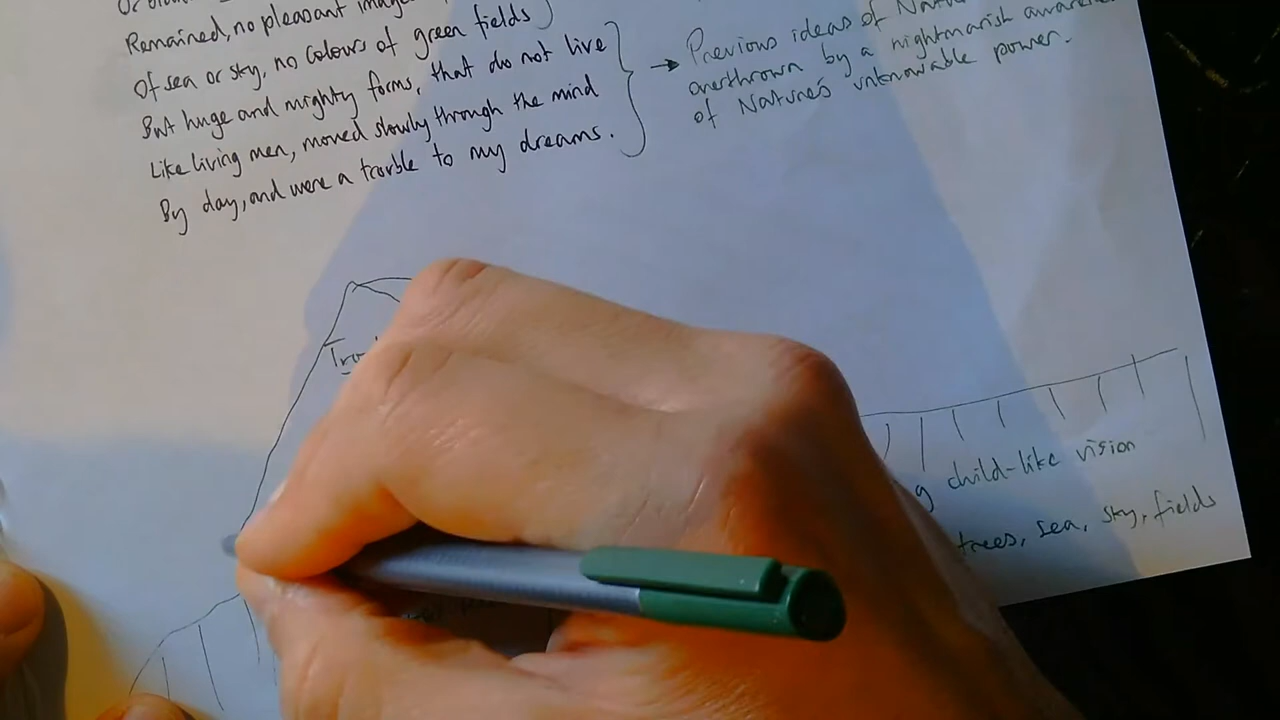 Remained, no pleasant image
Of sea or sky, no colours of green fields
But huge and mighty forms, that do not live
Like living men, moved slowly through the mind
By day, and were a trouble to my dreams.
Previous ideas of
overthrown by a nightmarish
of Nature's unknowable power.
child-like vision
trees, sea, sky, fields